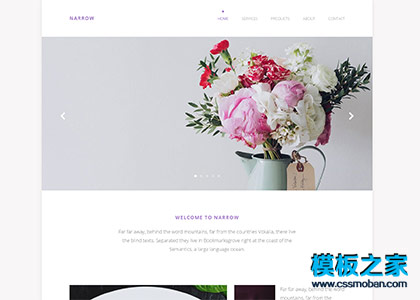 NARROW
HOME SERVICES PRODUCTS ABOUT CONTACT
WELCOME TO NARROW
Far far away, behind the word mountains, far from the countries Vokalia, there live
the blind texts. Separated they live in Bookmarksgrove right at the coast of the
Semantics, a large language ocean.
Far far away, behind the word
mountains, far from the
模板之家
www.cssmoban.com